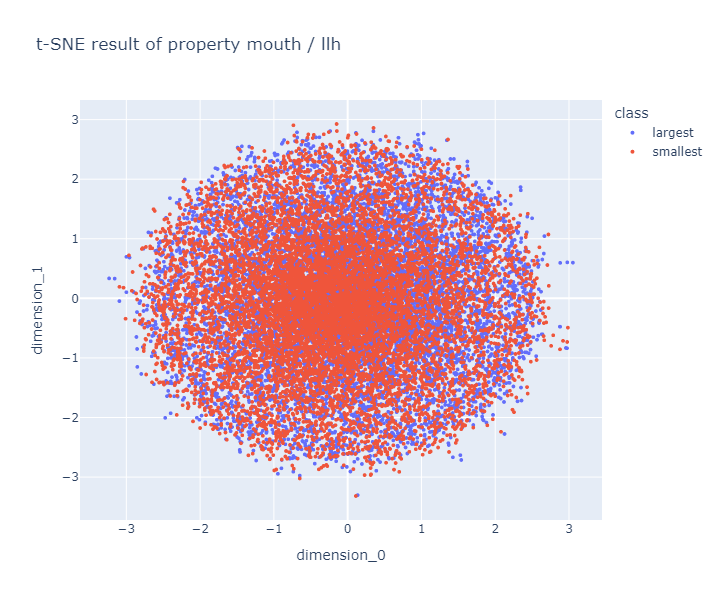 t-SNE result of property mouth / llh
class
largest
smallest
3
2
1
0
−1
−2
−3
dimension_1
−3
−2
−1
0
1
2
3
dimension_0